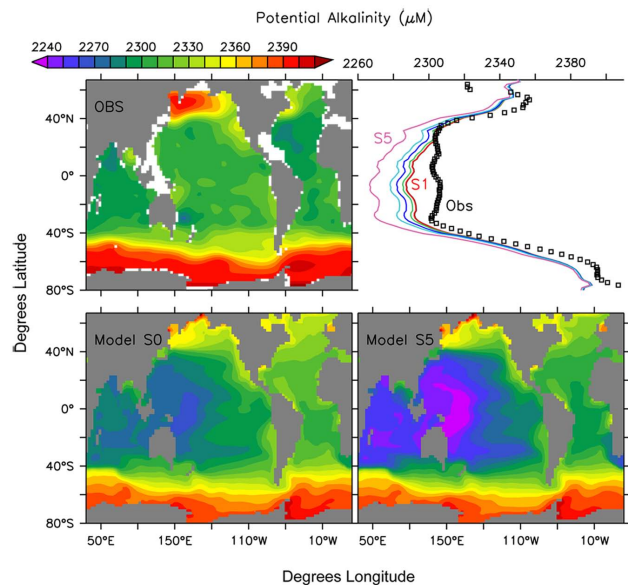 Potential Alkalinity (μM)
2240 2270 2300 2330 2360 2390
2260 2300 2340 2380
OBS
S5
S1
Obs
40°N
0°
40°S
80°S
Degrees Latitude
Model S0
Model S5
40°N
0°
40°S
80°S
50°E 150°E 110°W 10°W 50°E 150°E 110°W 10°W
Degrees Longitude